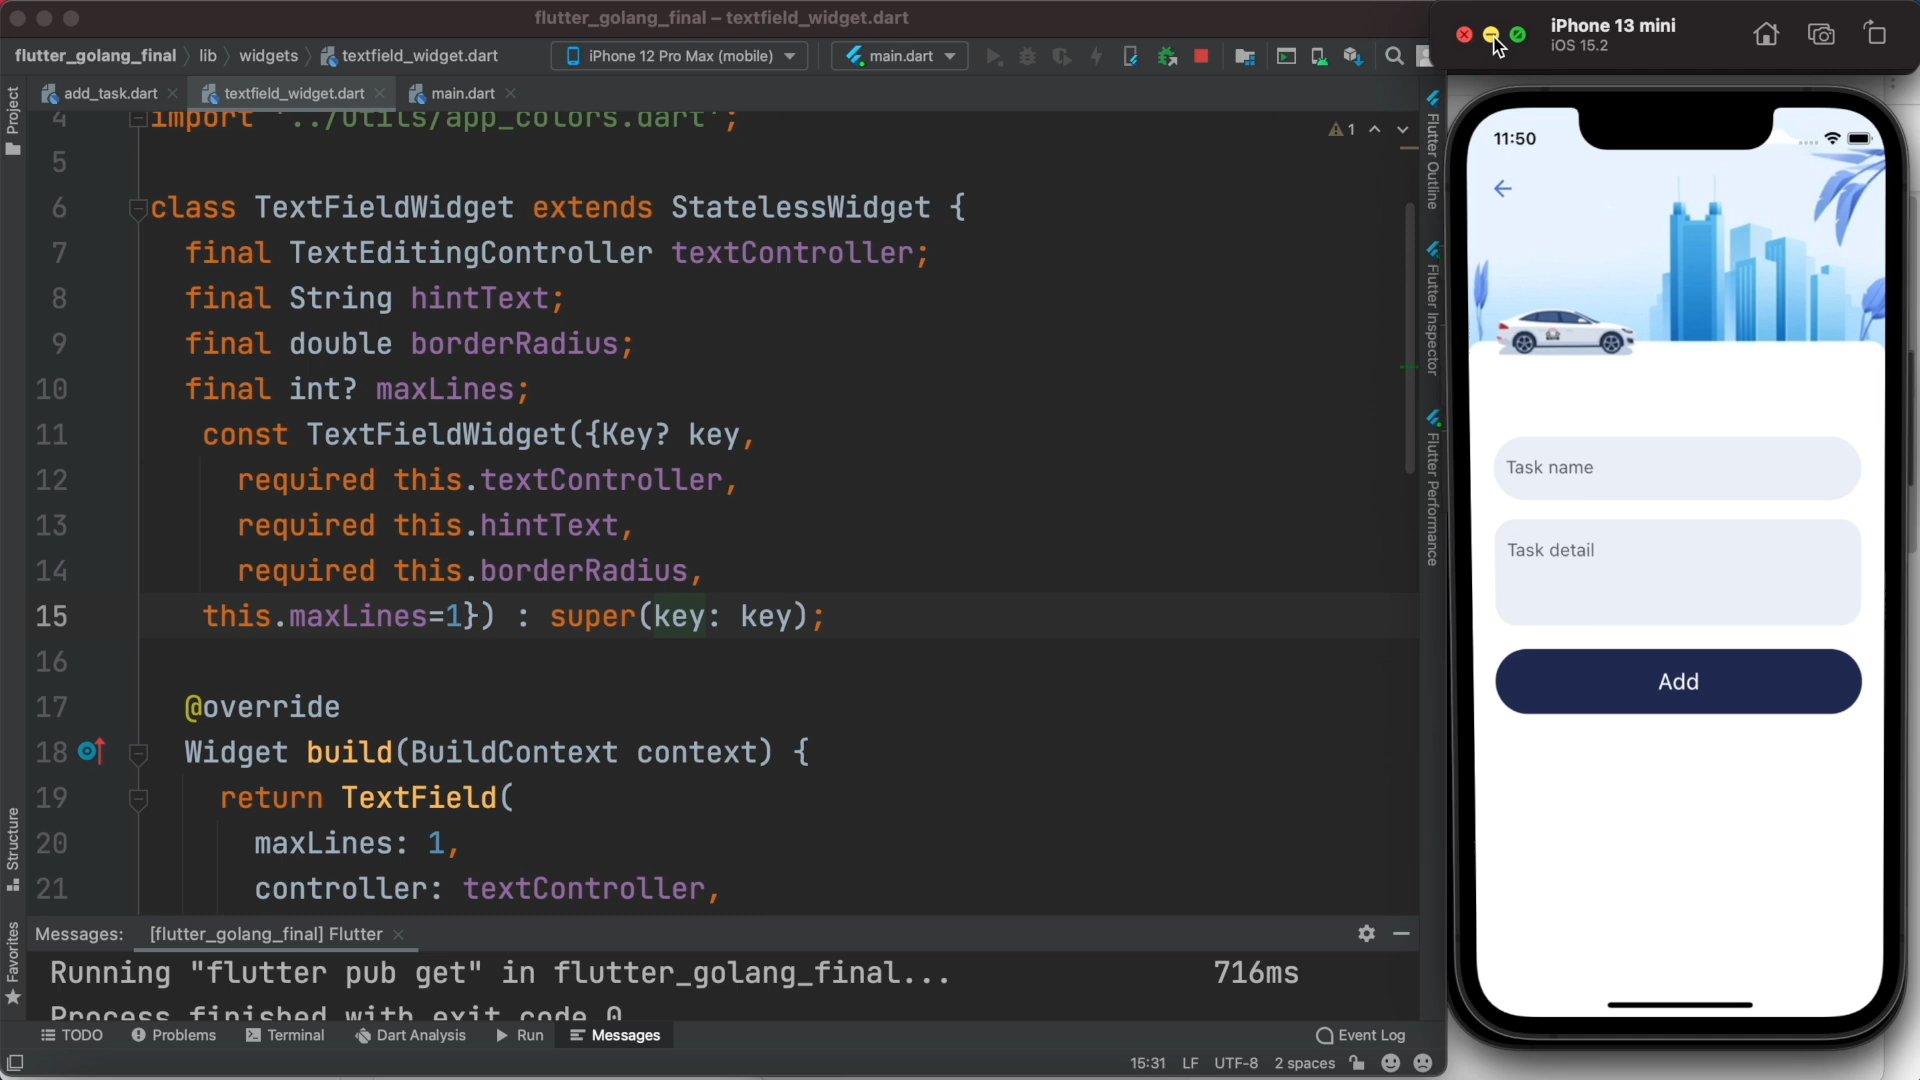 flutter_golang_final – textfield_widget.dart
flutter_golang_final
lib
widgets
textfield_widget.dart
iPhone 12 Pro Max (mobile)
main.dart
add_task.dart
textfield_widget.dart
main.dart
Project
4 import '../utils/app_colors.dart';
1
5
6 class TextFieldWidget extends StatelessWidget {
7 final TextEditingController textController;
8 final String hintText;
9 final double borderRadius;
10 final int? maxLines;
11 const TextFieldWidget({Key? key,
12 required this.textController,
13 required this.hintText,
14 required this.borderRadius,
15 this.maxLines=1}) : super(key: key);
16
17 @override
18 Widget build(BuildContext context) {
19 return TextField(
20 maxLines: 1,
21 controller: textController,
Structure
Favorites
Flutter Outline
Flutter Inspector
Flutter Performance
Messages:
[flutter_golang_final] Flutter
Running "flutter pub get" in flutter_golang_final... 716ms
Process finished with exit code 0
TODO
Problems
Terminal
Dart Analysis
Run
Messages
Event Log
15:31 LF UTF-8 2 spaces
iPhone 13 mini
iOS 15.2
11:50
Task name
Task detail
Add